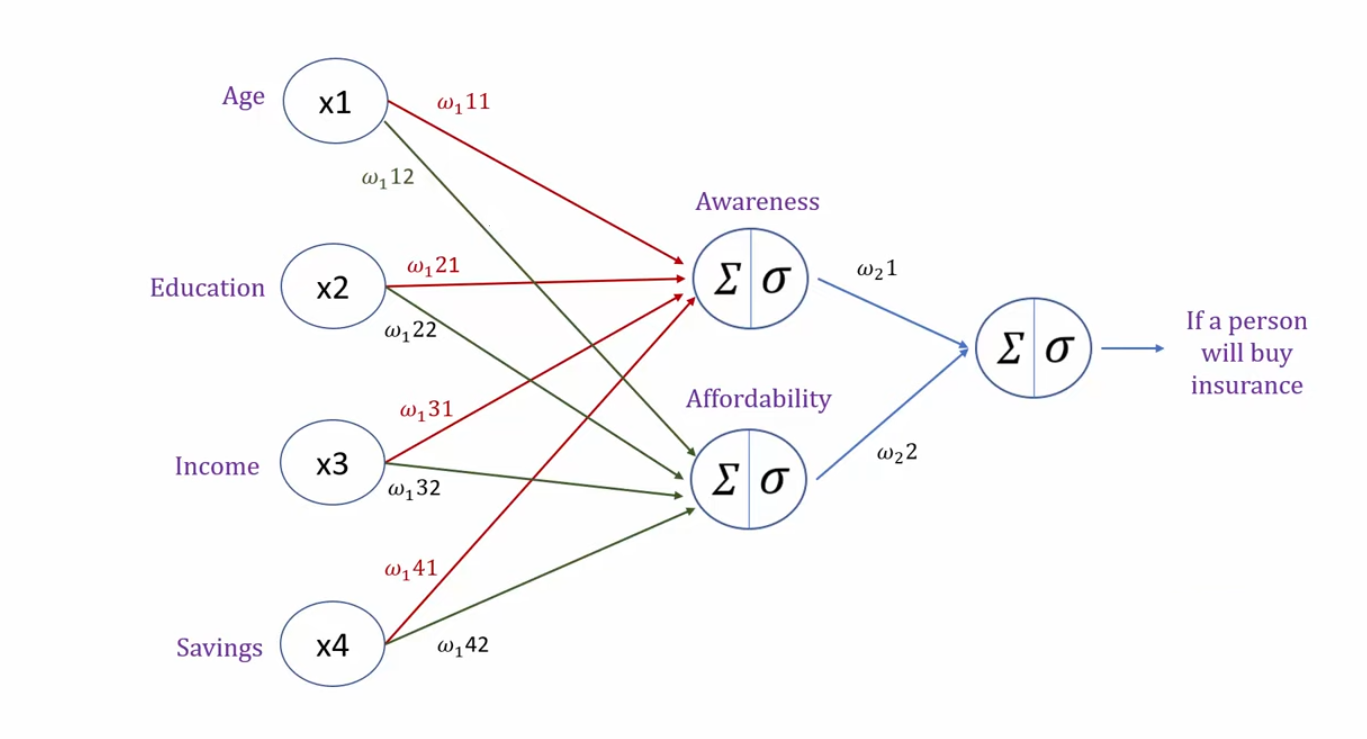 Age
x1
ω₁11
ω₁12
Awareness
Education
x2
ω₁21
ω₁22
Σ σ
ω₂1
Σ σ
If a person
will buy
insurance
Affordability
Income
x3
ω₁31
ω₁32
Σ σ
ω₂2
Savings
x4
ω₁41
ω₁42